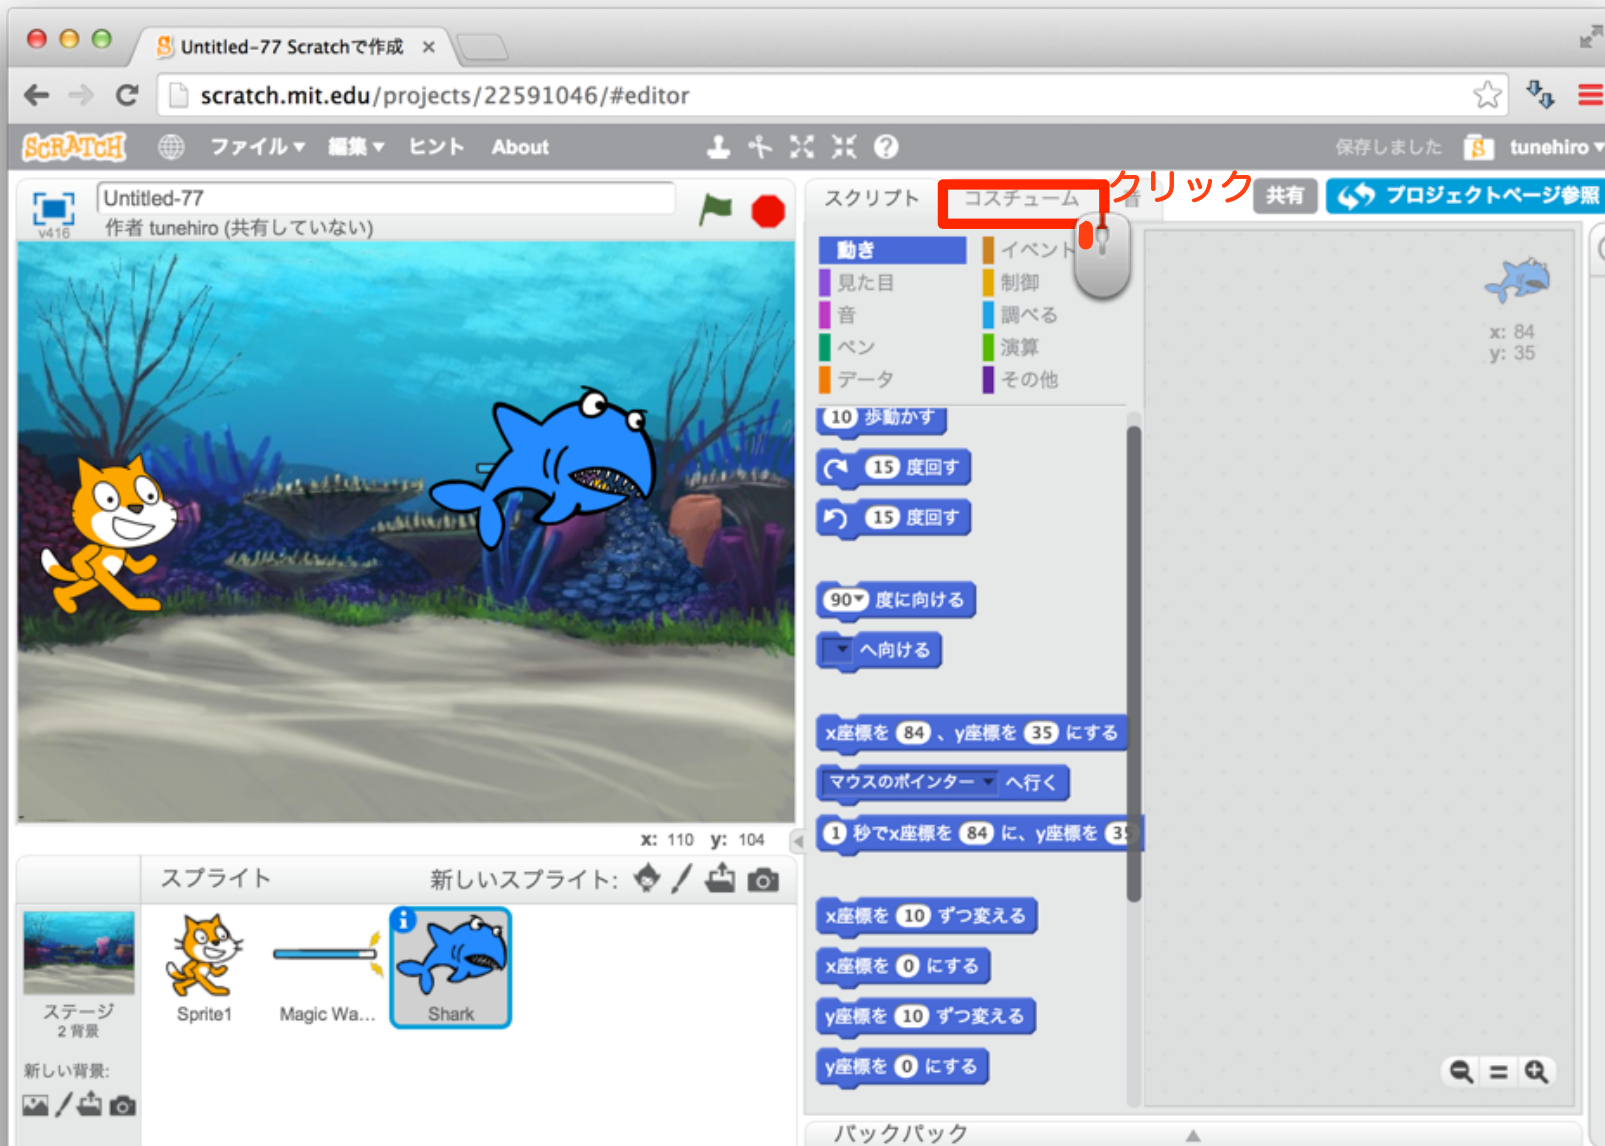 Untitled-77 Scratchで作成
scratch.mit.edu/projects/22591046/#editor
SCRATCH ファイル▼ 編集▼ ヒント About 保存しました tunehiro▼
v416
Untitled-77
作者 tunehiro (共有していない)
スクリプト コスチューム 音
クリック
共有
プロジェクトページ参照
動き
見た目
音
ペン
データ
イベント
制御
調べる
演算
その他
x: 84
y: 35
10 歩動かす
15 度回す
15 度回す
90▼ 度に向ける
へ向ける
x座標を 84 、y座標を 35 にする
マウスのポインター へ行く
1 秒でx座標を 84 に、y座標を 35
x座標を 10 ずつ変える
x座標を 0 にする
y座標を 10 ずつ変える
y座標を 0 にする
x: 110 y: 104
スプライト 新しいスプライト:
Sprite1
Magic Wa...
Shark
ステージ
2 背景
新しい背景:
バックパック